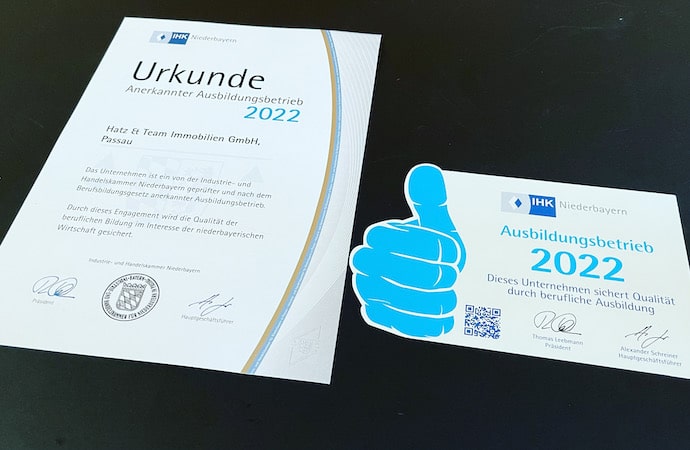 IHK Niederbayern
Urkunde
Anerkannter Ausbildungsbetrieb
2022
Hatz & Team Immobilien GmbH,
Passau
Das Unternehmen ist ein von der Industrie- und
Handelskammer Niederbayern geprüfter und nach dem
Berufsbildungsgesetz anerkannter Ausbildungsbetrieb.
Durch dieses Engagement wird die Qualität der
beruflichen Bildung im Interesse der niederbayerischen
Wirtschaft gesichert.
Industrie- und Handelskammer Niederbayern
Präsident
Hauptgeschäftsführer
IHK Niederbayern
Ausbildungsbetrieb
2022
Dieses Unternehmen sichert Qualität
durch berufliche Ausbildung
Thomas Leebmann
Präsident
Alexander Schreiner
Hauptgeschäftsführer